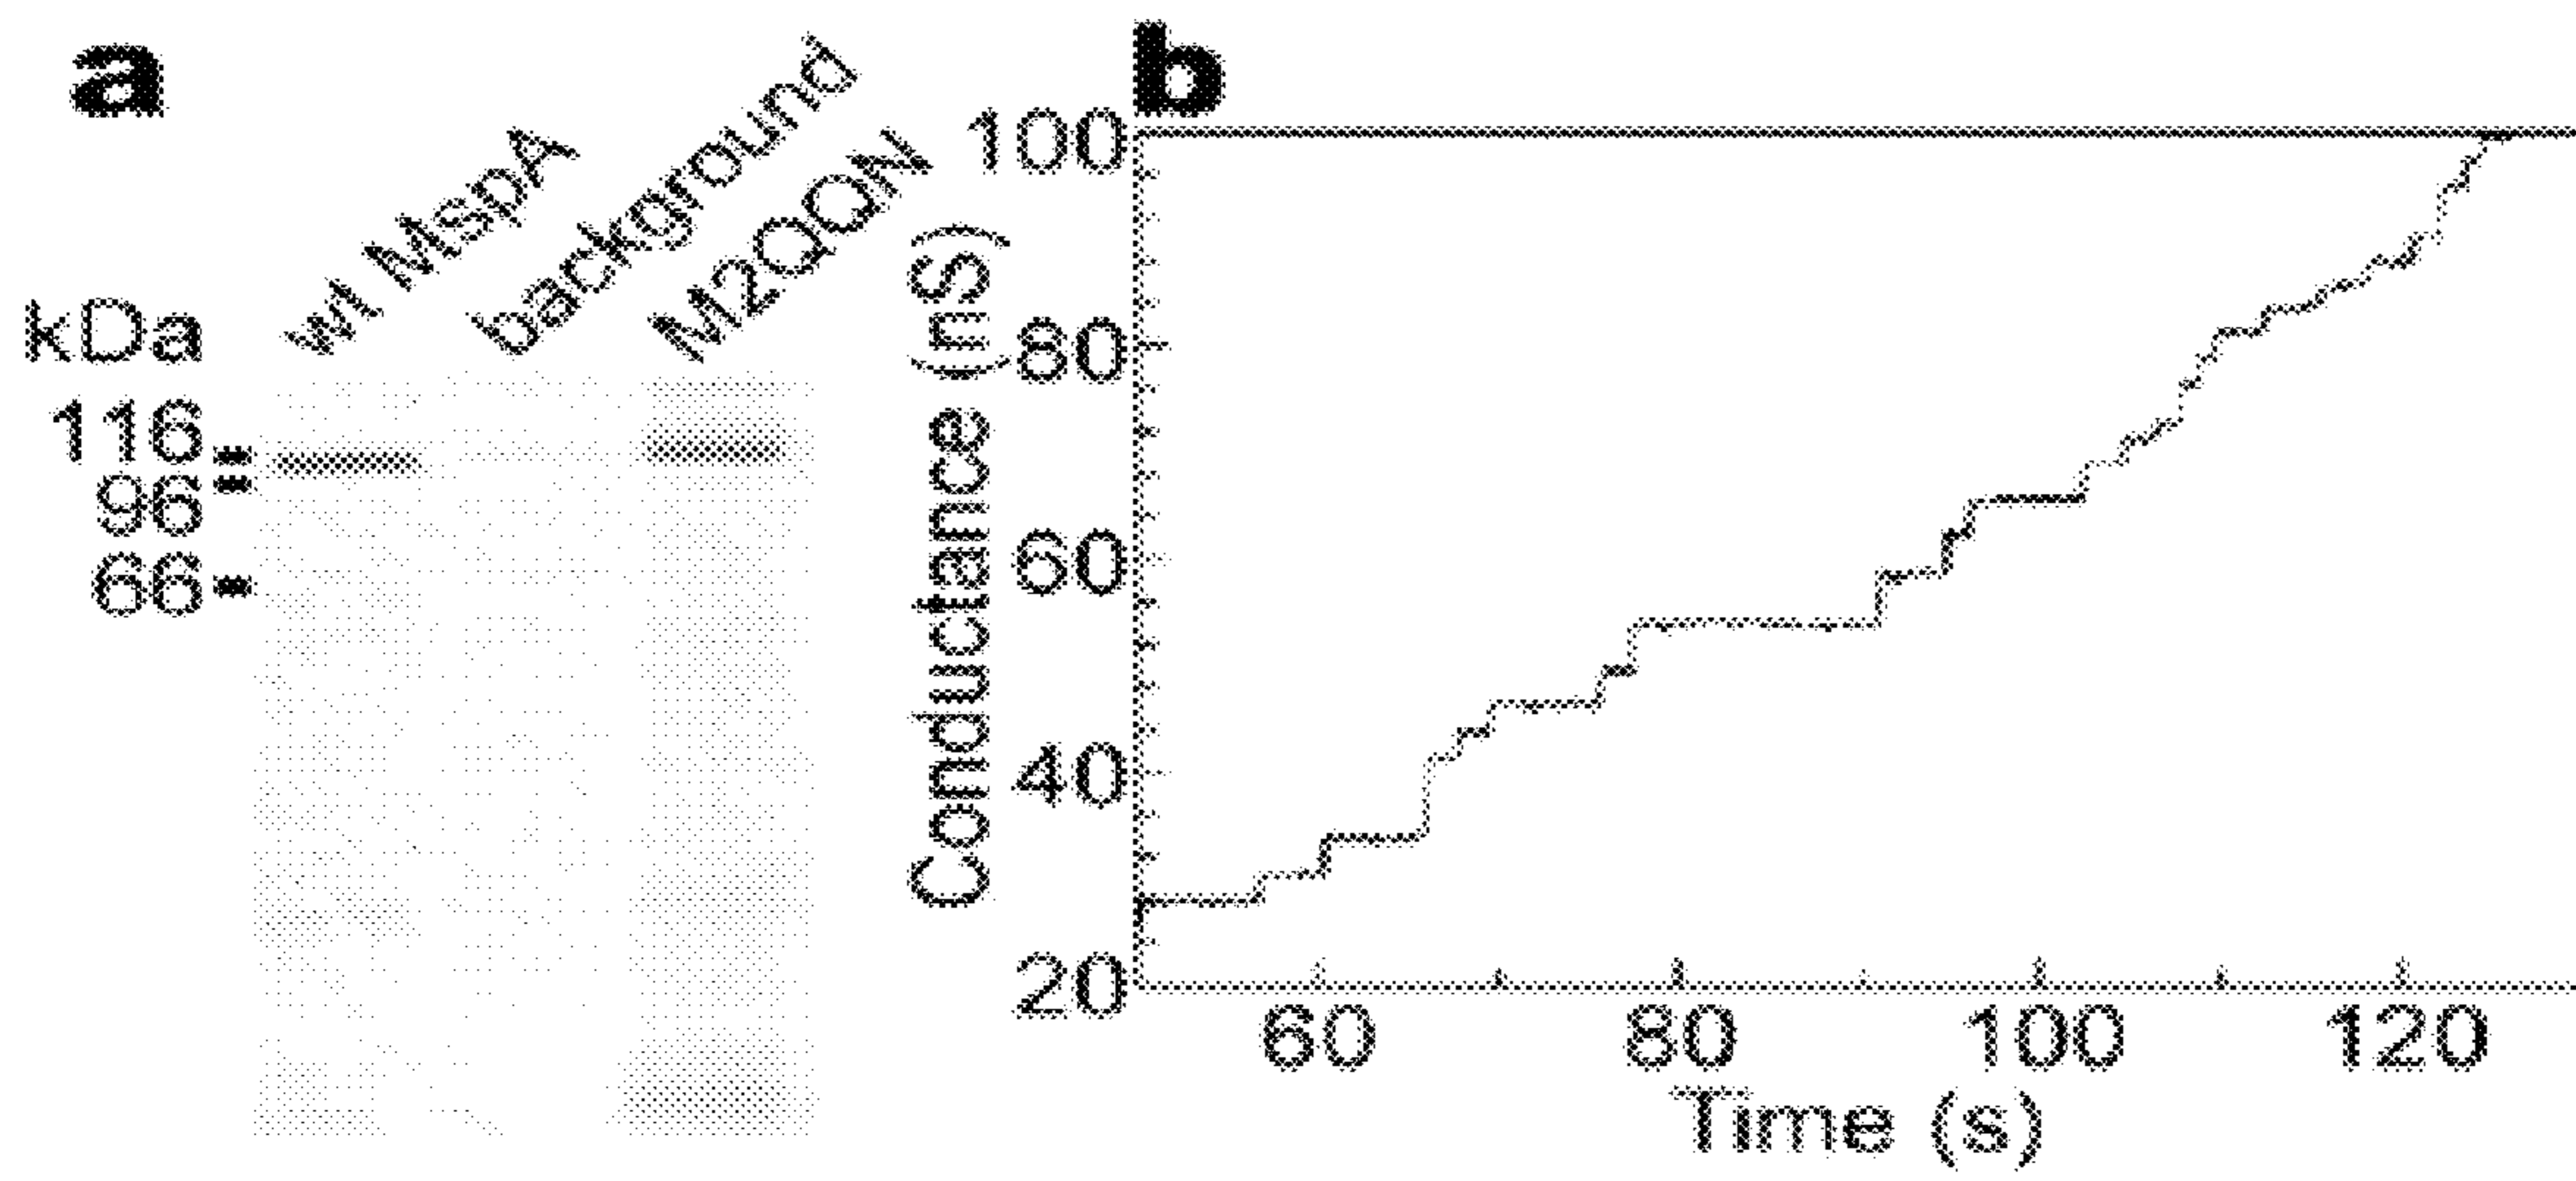 a
wt MspA
background
M2QQN
kDa
116
96
66
b
Conductance (nS)
100
80
60
40
20
60
80
100
120
Time (s)